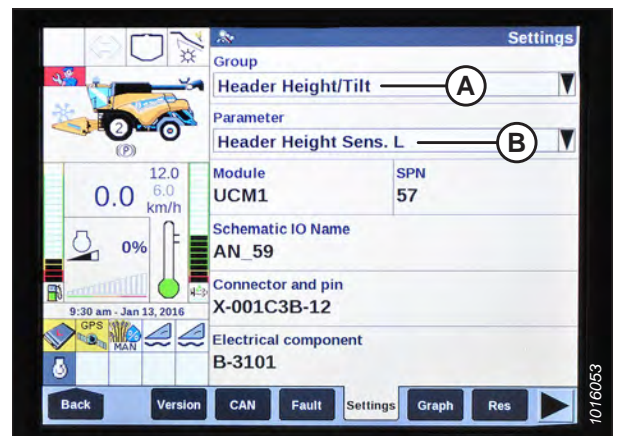 Settings
Group
Header Height/Tilt
A
Parameter
Header Height Sens. L
B
2
(P)
12.0
0.0 6.0
km/h
Module SPN
UCM1 57
0%
Schematic IO Name
AN_59
Connector and pin
X-001C3B-12
9:30 am - Jan 13, 2016
GPS
MAN
Electrical component
B-3101
Back Version CAN Fault Settings Graph Res
1016053